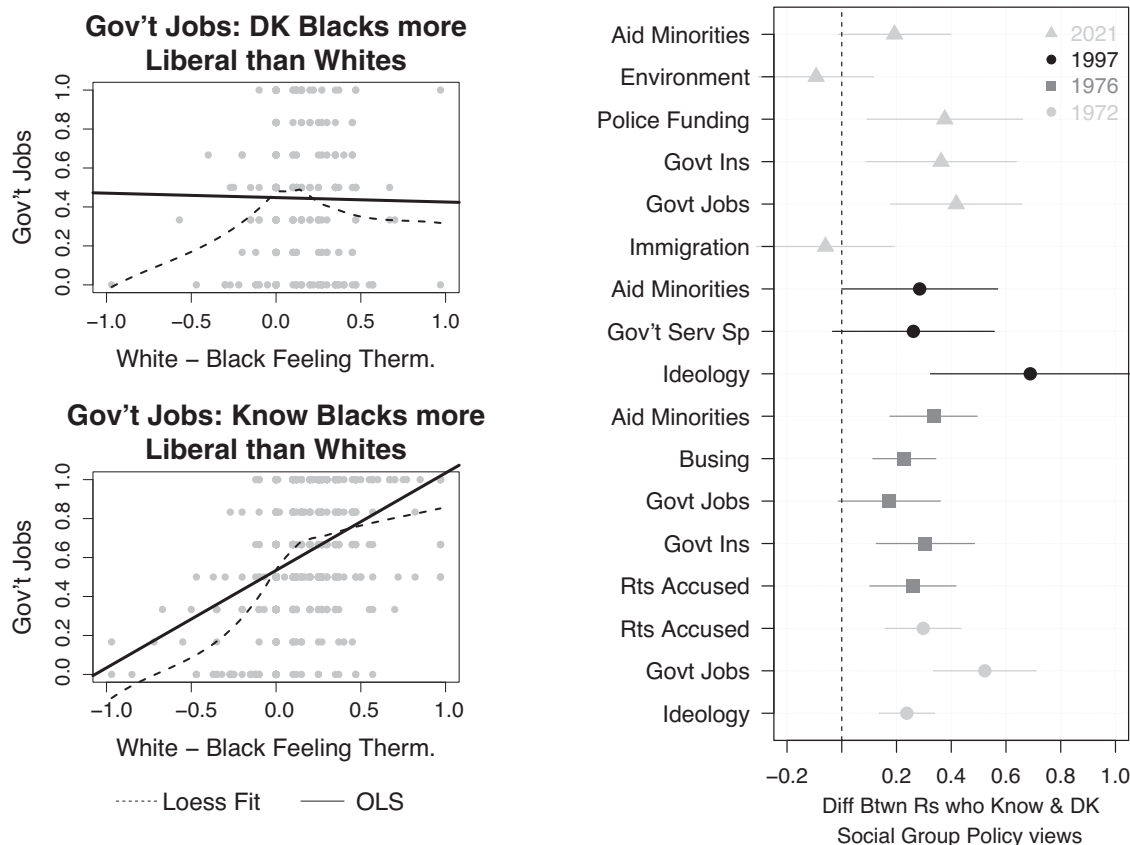 Gov't Jobs: DK Blacks more
Liberal than Whites
Gov't Jobs
1.0
0.8
0.6
0.4
0.2
0.0
−1.0 −0.5 0.0 0.5 1.0
White − Black Feeling Therm.
Gov't Jobs: Know Blacks more
Liberal than Whites
Gov't Jobs
1.0
0.8
0.6
0.4
0.2
0.0
−1.0 −0.5 0.0 0.5 1.0
White − Black Feeling Therm.
Loess Fit OLS
Aid Minorities
Environment
Police Funding
Govt Ins
Govt Jobs
Immigration
Aid Minorities
Gov't Serv Sp
Ideology
Aid Minorities
Busing
Govt Jobs
Govt Ins
Rts Accused
Rts Accused
Govt Jobs
Ideology
2021
1997
1976
1972
−0.2 0.2 0.4 0.6 0.8 1.0
Diff Btwn Rs who Know & DK
Social Group Policy views